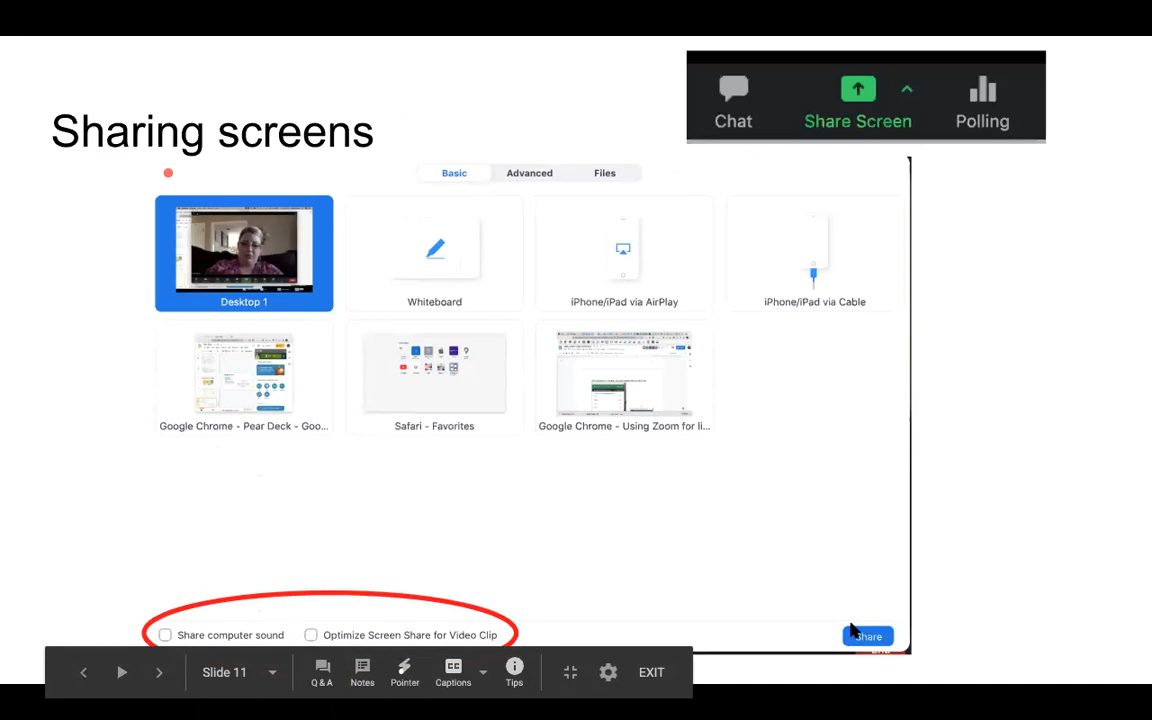 Chat
Share Screen
Polling
Sharing screens
Basic
Advanced
Files
Desktop 1
Whiteboard
iPhone/iPad via AirPlay
iPhone/iPad via Cable
Google Chrome - Pear Deck - Goo...
Safari - Favorites
Google Chrome - Using Zoom for li...
Share computer sound
Optimize Screen Share for Video Clip
Share
Slide 11
Q & A
Notes
Pointer
CC
Captions
Tips
EXIT